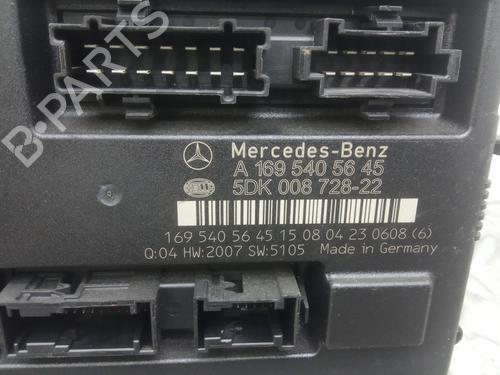 B-PARTS
Mercedes-Benz
A 169 540 56 45
HELLA 5DK 008 728-22
169 540 56 45 15 08 04 23 0608 (6)
Q:04 HW:2007 SW:5105 Made in Germany